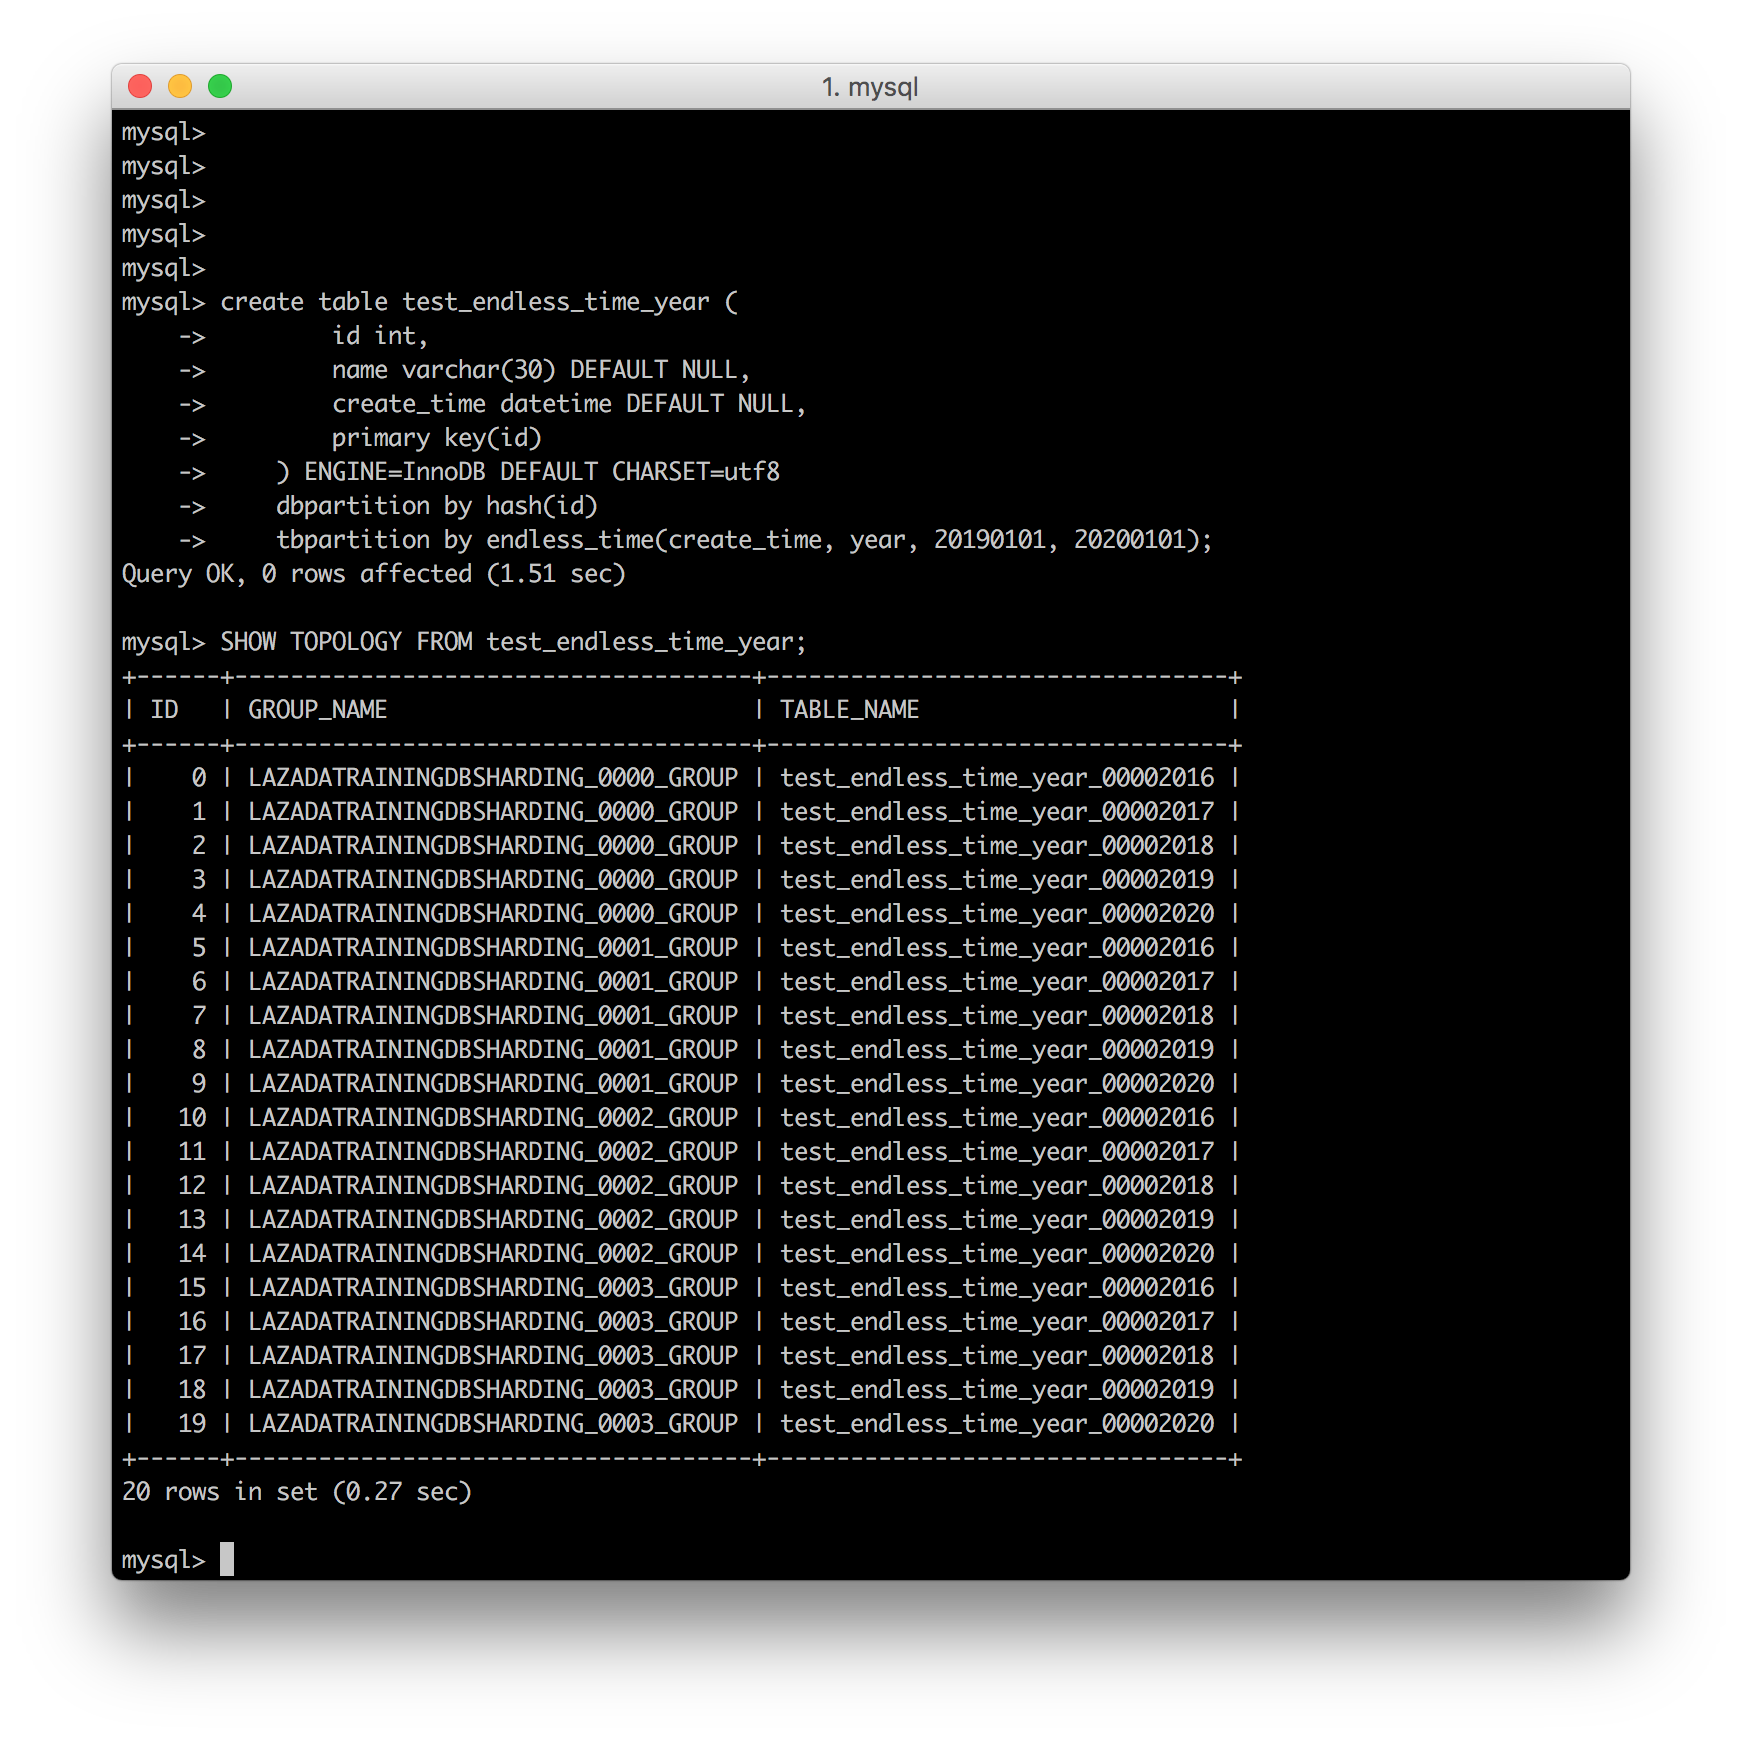 1. mysql
mysql>
mysql>
mysql>
mysql>
mysql>
mysql> create table test_endless_time_year (
    ->         id int,
    ->         name varchar(30) DEFAULT NULL,
    ->         create_time datetime DEFAULT NULL,
    ->         primary key(id)
    ->     ) ENGINE=InnoDB DEFAULT CHARSET=utf8
    ->     dbpartition by hash(id)
    ->     tbpartition by endless_time(create_time, year, 20190101, 20200101);
Query OK, 0 rows affected (1.51 sec)

mysql> SHOW TOPOLOGY FROM test_endless_time_year;
+------+-------------------------------------+---------------------------------+
| ID   | GROUP_NAME                          | TABLE_NAME                      |
+------+-------------------------------------+---------------------------------+
|    0 | LAZADATRAININGDBSHARDING_0000_GROUP | test_endless_time_year_00002016 |
|    1 | LAZADATRAININGDBSHARDING_0000_GROUP | test_endless_time_year_00002017 |
|    2 | LAZADATRAININGDBSHARDING_0000_GROUP | test_endless_time_year_00002018 |
|    3 | LAZADATRAININGDBSHARDING_0000_GROUP | test_endless_time_year_00002019 |
|    4 | LAZADATRAININGDBSHARDING_0000_GROUP | test_endless_time_year_00002020 |
|    5 | LAZADATRAININGDBSHARDING_0001_GROUP | test_endless_time_year_00002016 |
|    6 | LAZADATRAININGDBSHARDING_0001_GROUP | test_endless_time_year_00002017 |
|    7 | LAZADATRAININGDBSHARDING_0001_GROUP | test_endless_time_year_00002018 |
|    8 | LAZADATRAININGDBSHARDING_0001_GROUP | test_endless_time_year_00002019 |
|    9 | LAZADATRAININGDBSHARDING_0001_GROUP | test_endless_time_year_00002020 |
|   10 | LAZADATRAININGDBSHARDING_0002_GROUP | test_endless_time_year_00002016 |
|   11 | LAZADATRAININGDBSHARDING_0002_GROUP | test_endless_time_year_00002017 |
|   12 | LAZADATRAININGDBSHARDING_0002_GROUP | test_endless_time_year_00002018 |
|   13 | LAZADATRAININGDBSHARDING_0002_GROUP | test_endless_time_year_00002019 |
|   14 | LAZADATRAININGDBSHARDING_0002_GROUP | test_endless_time_year_00002020 |
|   15 | LAZADATRAININGDBSHARDING_0003_GROUP | test_endless_time_year_00002016 |
|   16 | LAZADATRAININGDBSHARDING_0003_GROUP | test_endless_time_year_00002017 |
|   17 | LAZADATRAININGDBSHARDING_0003_GROUP | test_endless_time_year_00002018 |
|   18 | LAZADATRAININGDBSHARDING_0003_GROUP | test_endless_time_year_00002019 |
|   19 | LAZADATRAININGDBSHARDING_0003_GROUP | test_endless_time_year_00002020 |
+------+-------------------------------------+---------------------------------+
20 rows in set (0.27 sec)

mysql>